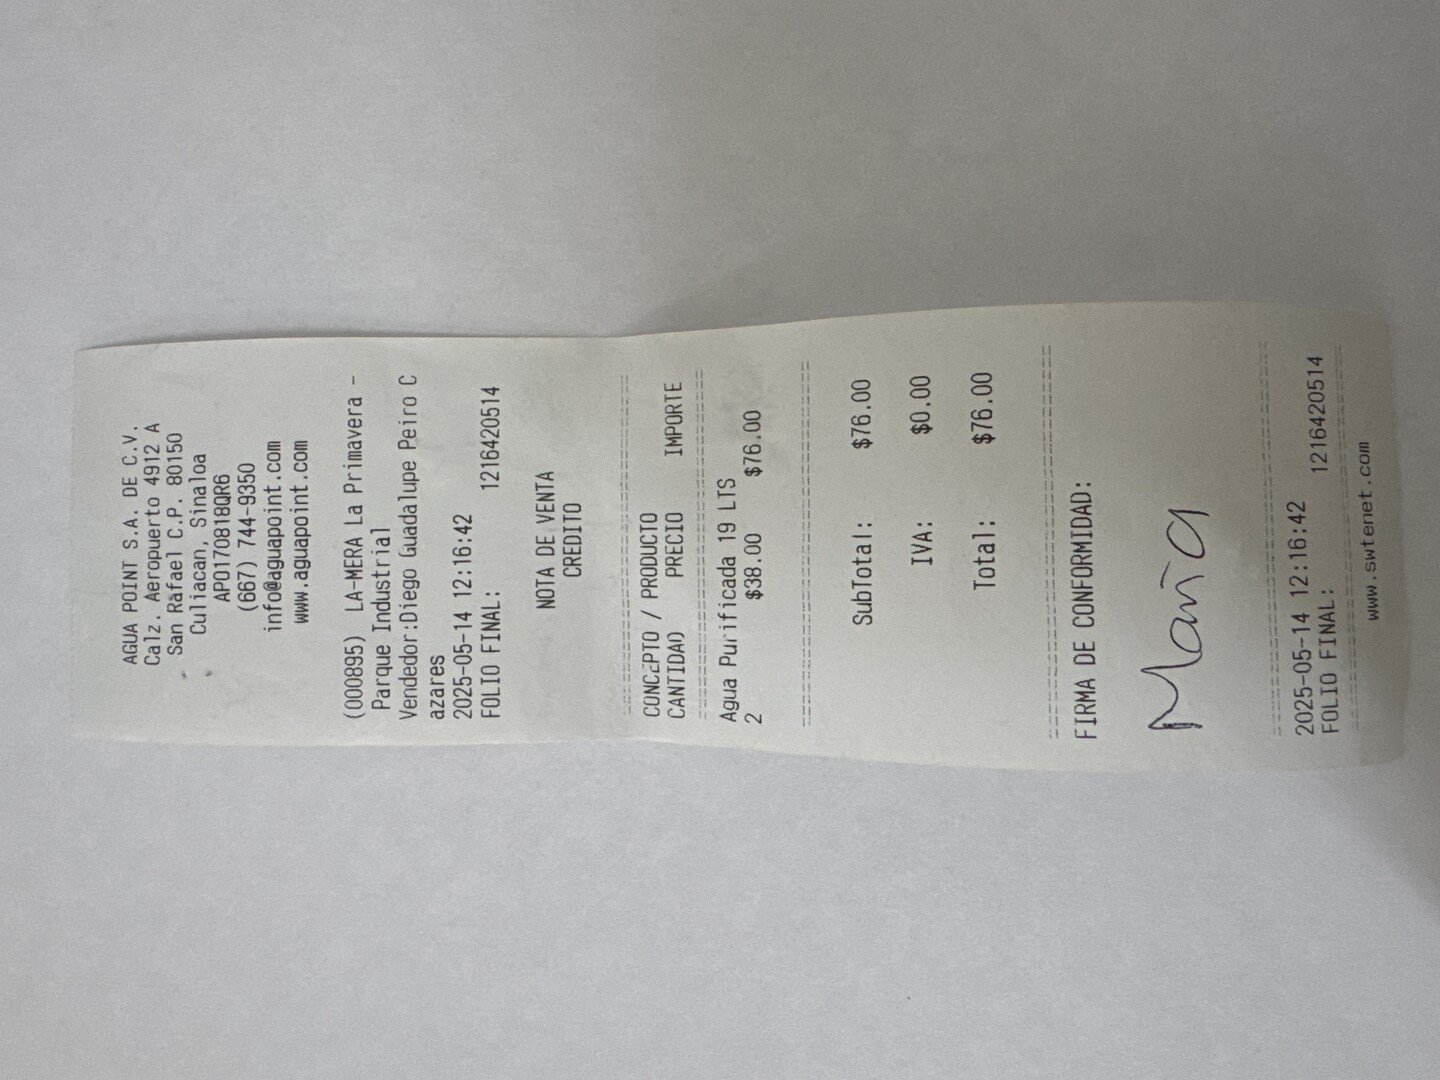 AGUA POINT S.A. DE C.V.
Calz. Aeropuerto 4912 A
San Rafael C.P. 80150
Culiacan, Sinaloa
APO170818QR6
(667) 744-9350
info@aguapoint.com
www.aguapoint.com
(000895) LA-MERA La Primavera -
Parque Industrial
Vendedor:Diego Guadalupe Peiro C
azares
2025-05-14 12:16:42
FOLIO FINAL: 1216420514
NOTA DE VENTA
CREDITO
CONCEPTO / PRODUCTO
CANTIDAD PRECIO IMPORTE
Agua Purificada 19 LTS
2 $38.00 $76.00
SubTotal: $76.00
IVA: $0.00
Total: $76.00
FIRMA DE CONFORMIDAD:
María
2025-05-14 12:16:42
FOLIO FINAL: 1216420514
www.swtenet.com